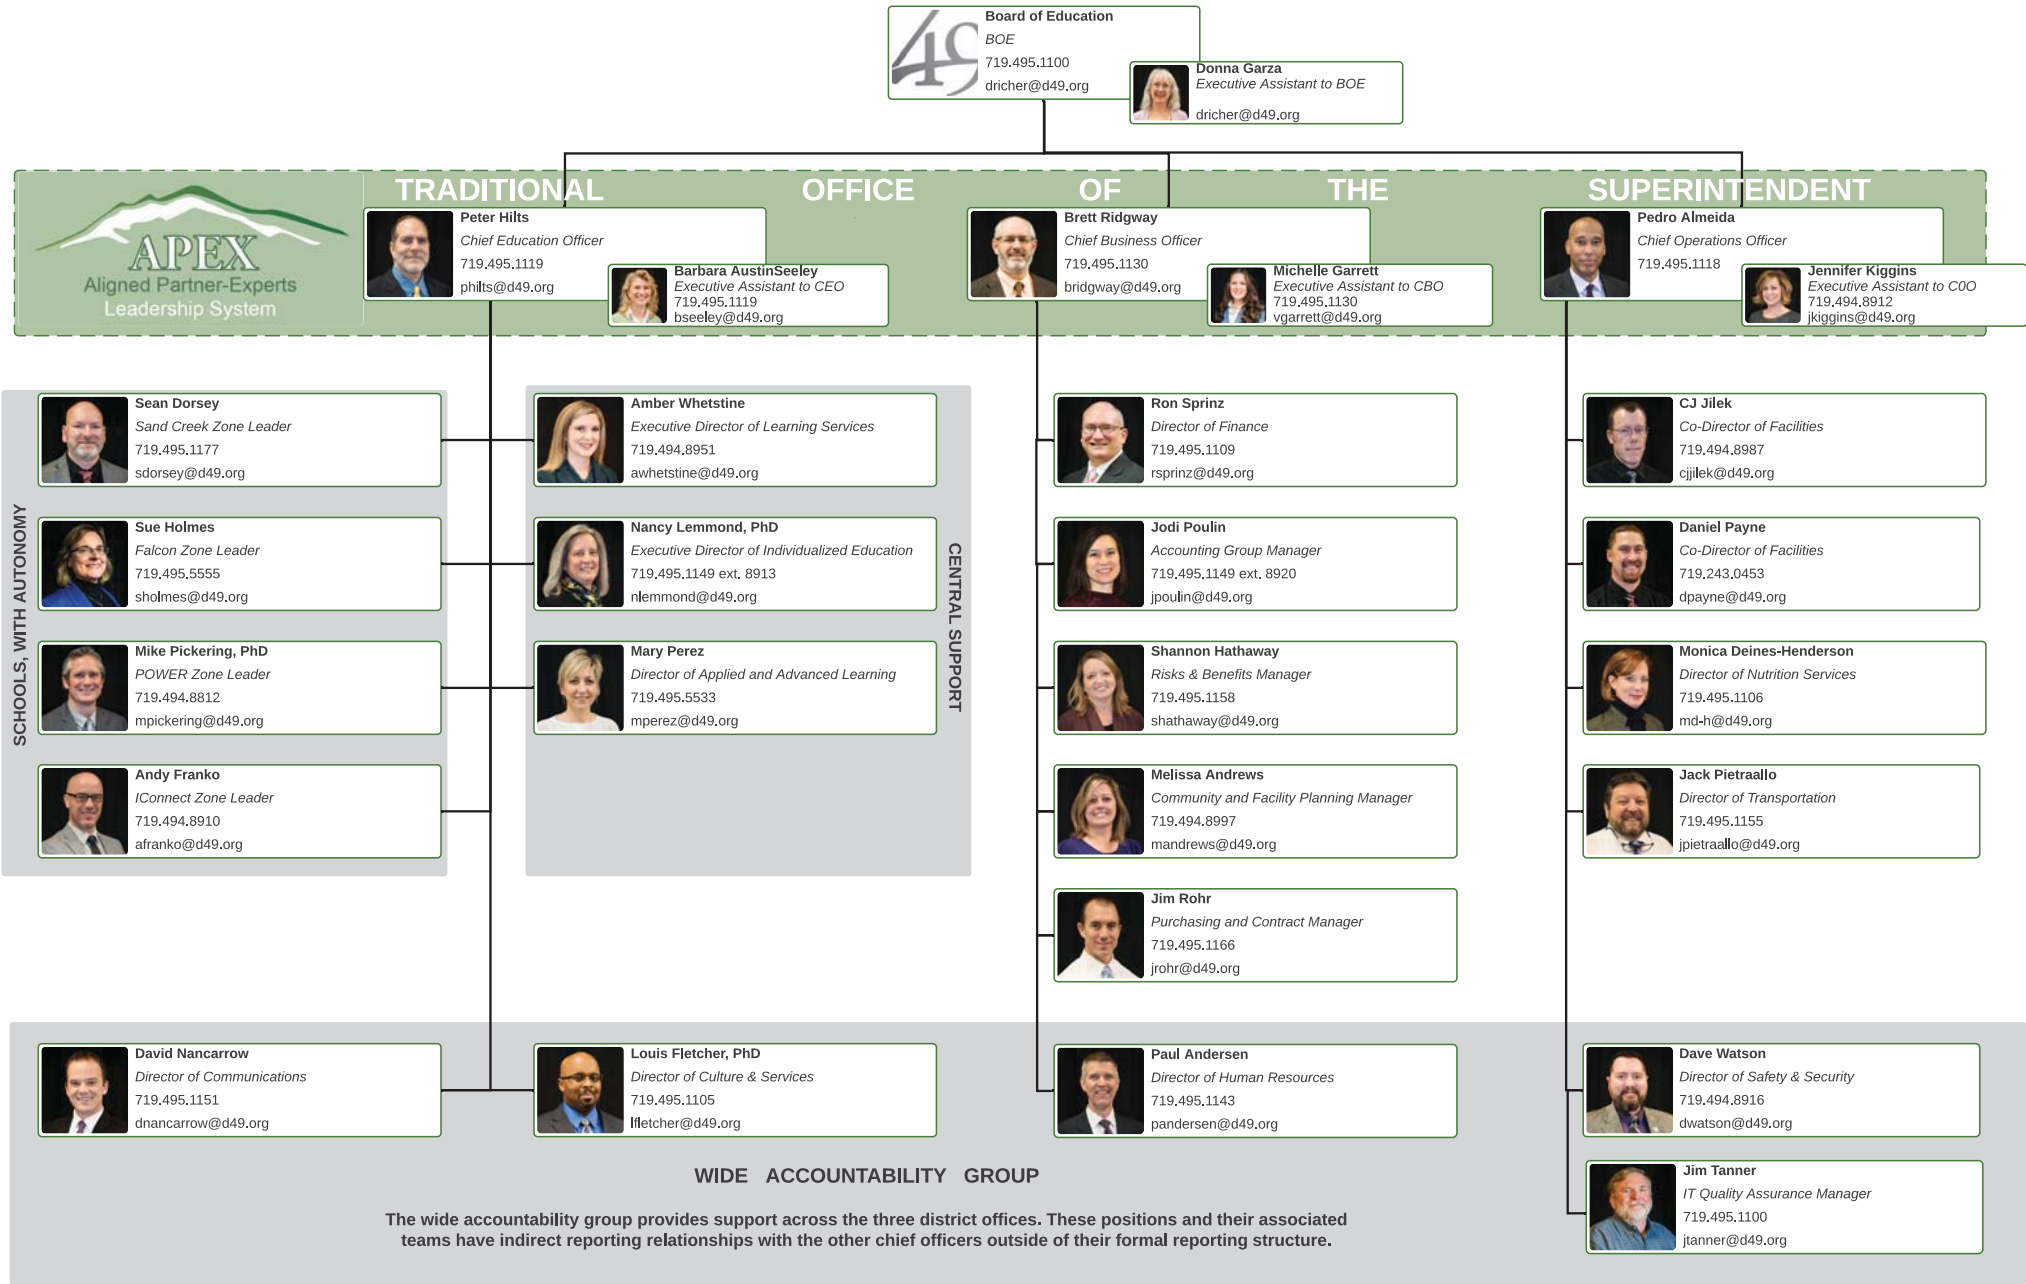 49
Board of Education
BOE
719.495.1100
dricher@d49.org
Donna Garza
Executive Assistant to BOE
dricher@d49.org
TRADITIONAL OFFICE OF THE SUPERINTENDENT
APEX
Aligned Partner-Experts
Leadership System
Peter Hilts
Chief Education Officer
719.495.1119
philts@d49.org
Barbara AustinSeeley
Executive Assistant to CEO
719.495.1119
bseeley@d49.org
Brett Ridgway
Chief Business Officer
719.495.1130
bridgway@d49.org
Michelle Garrett
Executive Assistant to CBO
719.495.1130
vgarrett@d49.org
Pedro Almeida
Chief Operations Officer
719.495.1118
Jennifer Kiggins
Executive Assistant to C0O
719.494.8912
jkiggins@d49.org
SCHOOLS, WITH AUTONOMY
Sean Dorsey
Sand Creek Zone Leader
719.495.1177
sdorsey@d49.org
Sue Holmes
Falcon Zone Leader
719.495.5555
sholmes@d49.org
Mike Pickering, PhD
POWER Zone Leader
719.494.8812
mpickering@d49.org
Andy Franko
IConnect Zone Leader
719.494.8910
afranko@d49.org
CENTRAL SUPPORT
Amber Whetstine
Executive Director of Learning Services
719.494.8951
awhetstine@d49.org
Nancy Lemmond, PhD
Executive Director of Individualized Education
719.495.1149 ext. 8913
nlemmond@d49.org
Mary Perez
Director of Applied and Advanced Learning
719.495.5533
mperez@d49.org
Ron Sprinz
Director of Finance
719.495.1109
rsprinz@d49.org
Jodi Poulin
Accounting Group Manager
719.495.1149 ext. 8920
jpoulin@d49.org
Shannon Hathaway
Risks & Benefits Manager
719.495.1158
shathaway@d49.org
Melissa Andrews
Community and Facility Planning Manager
719.494.8997
mandrews@d49.org
Jim Rohr
Purchasing and Contract Manager
719.495.1166
jrohr@d49.org
CJ Jilek
Co-Director of Facilities
719.494.8987
cjjilek@d49.org
Daniel Payne
Co-Director of Facilities
719.243.0453
dpayne@d49.org
Monica Deines-Henderson
Director of Nutrition Services
719.495.1106
md-h@d49.org
Jack Pietraallo
Director of Transportation
719.495.1155
jpietraallo@d49.org
David Nancarrow
Director of Communications
719.495.1151
dnancarrow@d49.org
Louis Fletcher, PhD
Director of Culture & Services
719.495.1105
lfletcher@d49.org
Paul Andersen
Director of Human Resources
719.495.1143
pandersen@d49.org
Dave Watson
Director of Safety & Security
719.494.8916
dwatson@d49.org
Jim Tanner
IT Quality Assurance Manager
719.495.1100
jtanner@d49.org
WIDE ACCOUNTABILITY GROUP
The wide accountability group provides support across the three district offices. These positions and their associated
teams have indirect reporting relationships with the other chief officers outside of their formal reporting structure.